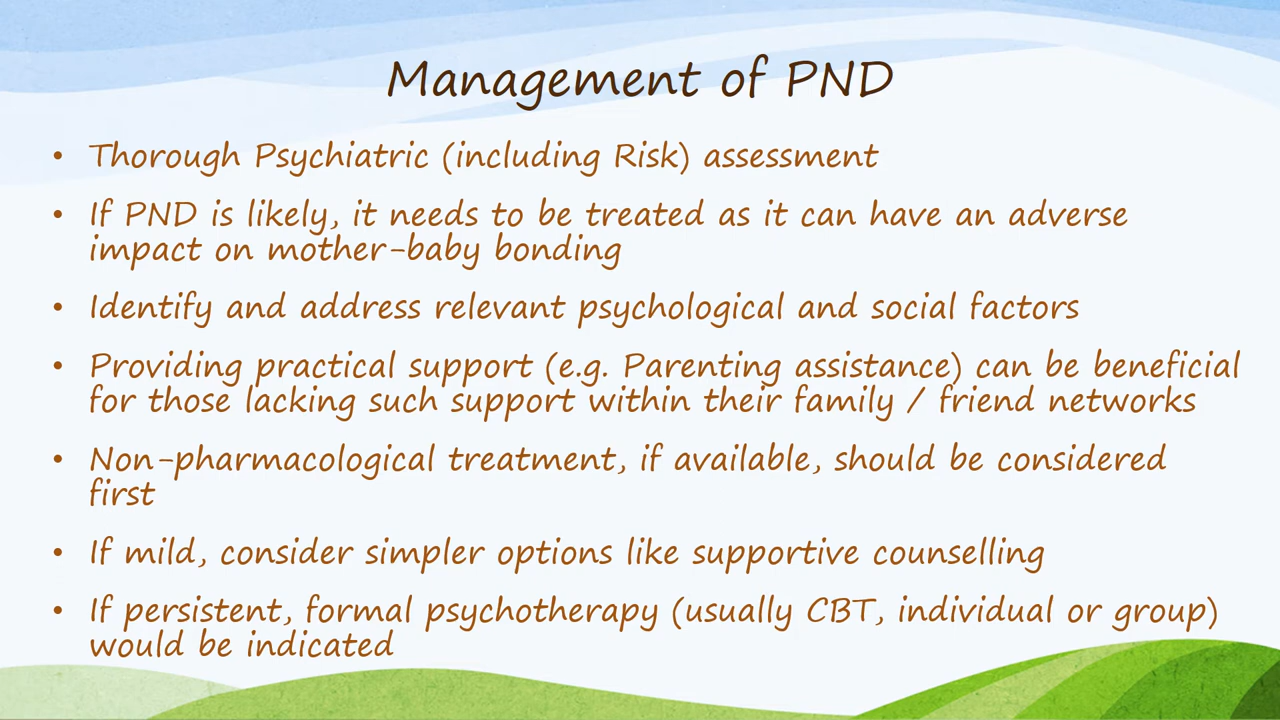 Management of PND
• Thorough Psychiatric (including Risk) assessment
• If PND is likely, it needs to be treated as it can have an adverse
impact on mother-baby bonding
• Identify and address relevant psychological and social factors
• Providing practical support (e.g. Parenting assistance) can be beneficial
for those lacking such support within their family / friend networks
• Non-pharmacological treatment, if available, should be considered
first
• If mild, consider simpler options like supportive counselling
• If persistent, formal psychotherapy (usually CBT, individual or group)
would be indicated